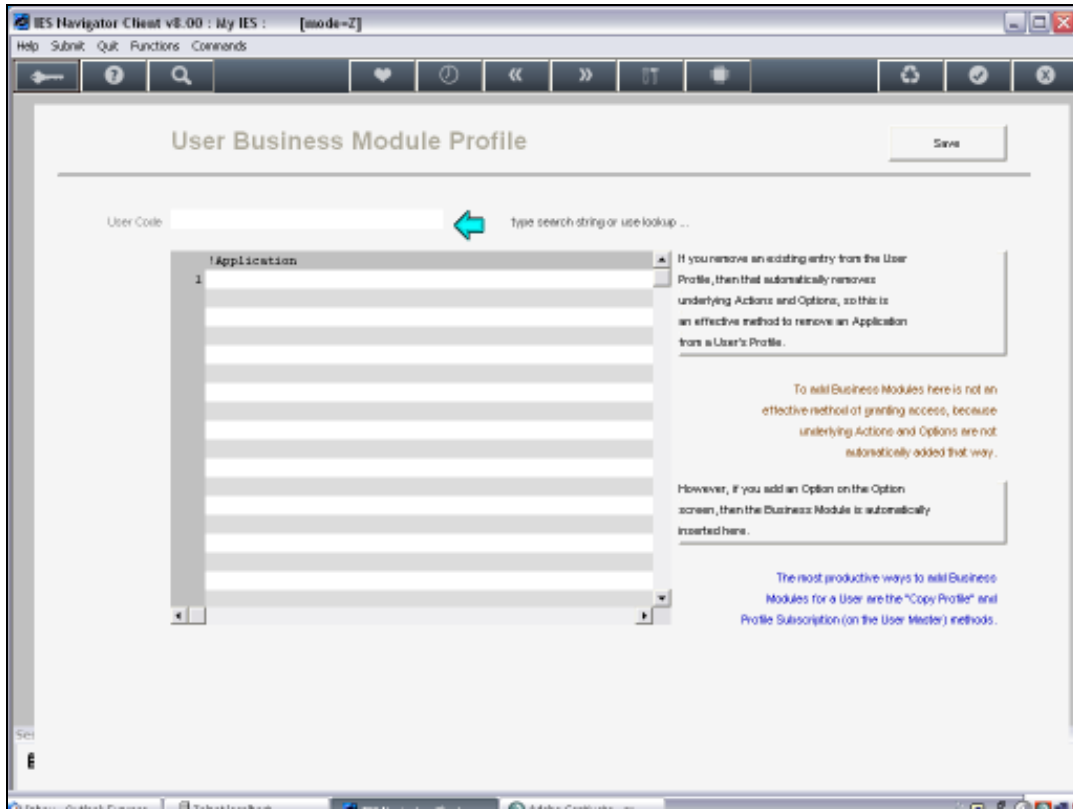 IES Navigator Client v8.00 : My IES : [mode=Z]
Help Submit Quit Functions Commands
User Business Module Profile
Save
User Code
type search string or use lookup ...
!Application
1
If you remove an existing entry from the User
Profile, then that automatically removes
underlying Actions and Options, so this is
an effective method to remove an Application
from a User's Profile.
To add Business Modules here is not an
effective method of granting access, because
underlying Actions and Options are not
automatically added that way.
However, if you add an Option on the Option
screen, then the Business Module is automatically
inserted here.
The most productive ways to add Business
Modules for a User are the "Copy Profile" and
Profile Subscription (on the User Master) methods.
Ser